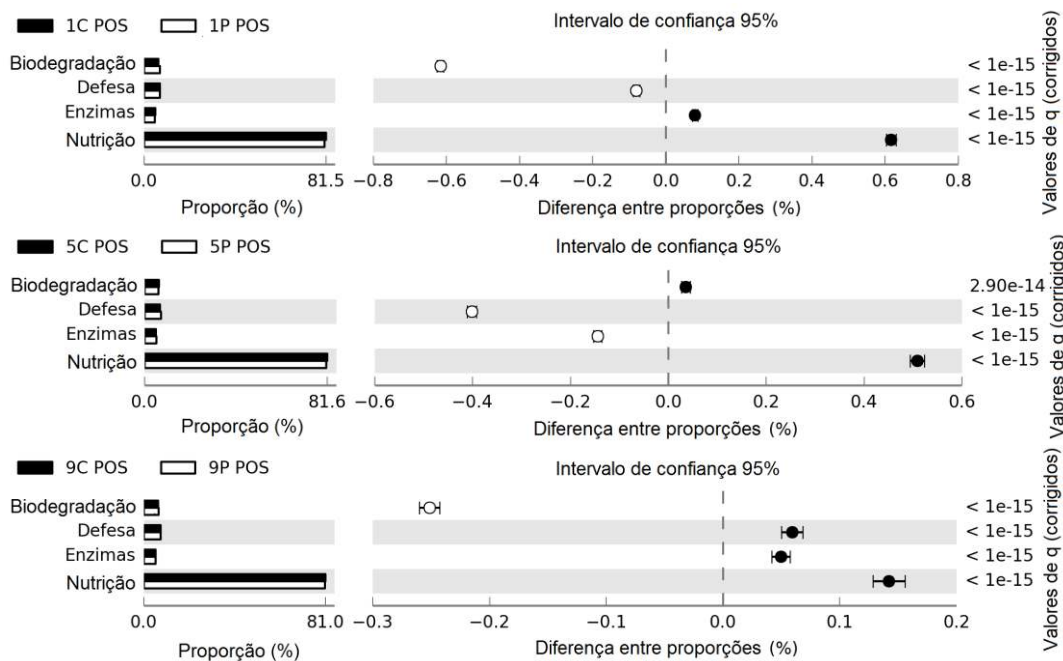 1C POS 1P POS Intervalo de confiança 95%
Biodegradação < 1e-15
Defesa < 1e-15
Enzimas < 1e-15
Nutrição < 1e-15
0.0 81.5 −0.8 −0.6 −0.4 −0.2 0.0 0.2 0.4 0.6 0.8
Proporção (%) Diferença entre proporções (%)
Valores de q (corrigidos)
5C POS 5P POS Intervalo de confiança 95%
Biodegradação 2.90e-14
Defesa < 1e-15
Enzimas < 1e-15
Nutrição < 1e-15
0.0 81.6 −0.6 −0.4 −0.2 0.0 0.2 0.4 0.6
Proporção (%) Diferença entre proporções (%)
Valores de q (corrigidos)
9C POS 9P POS Intervalo de confiança 95%
Biodegradação < 1e-15
Defesa < 1e-15
Enzimas < 1e-15
Nutrição < 1e-15
0.0 81.0 −0.3 −0.2 −0.1 0.0 0.1 0.2
Proporção (%) Diferença entre proporções (%)
Valores de q (corrigidos)